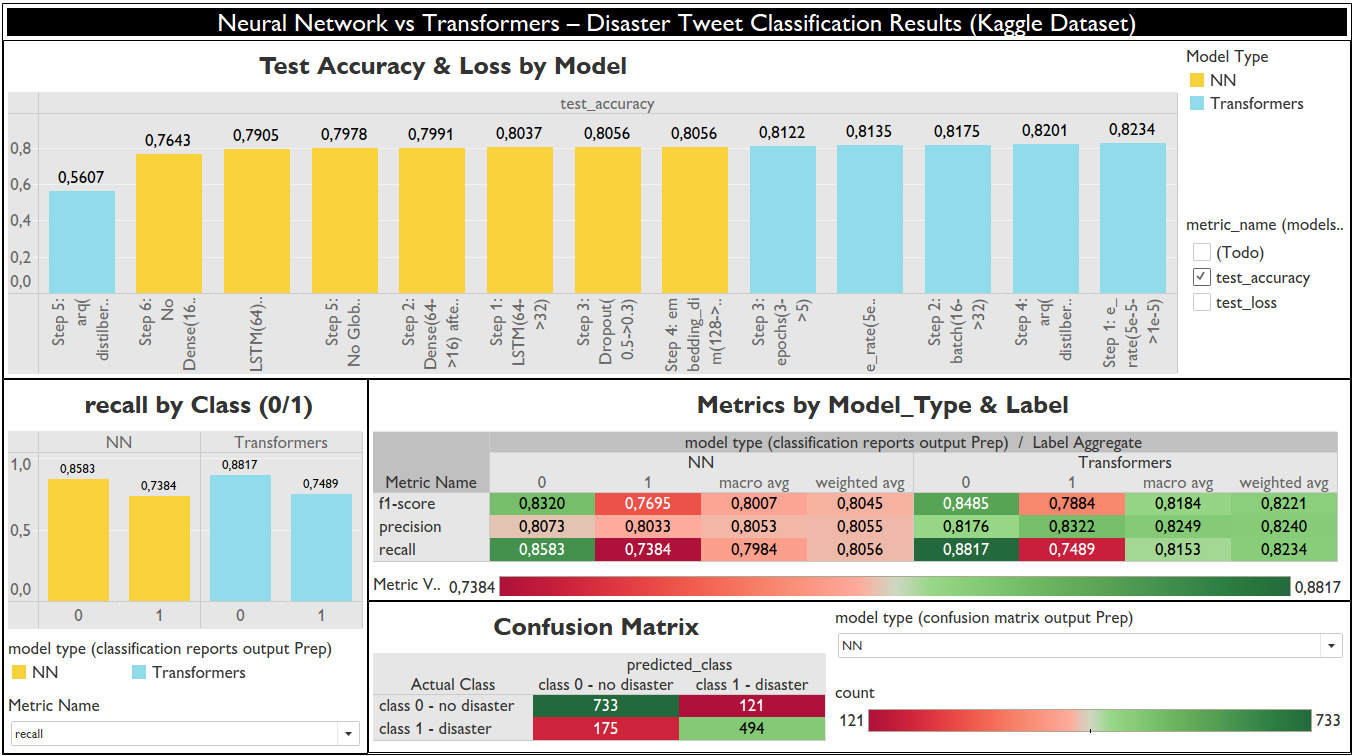 Neural Network vs Transformers – Disaster Tweet Classification Results (Kaggle Dataset)
Test Accuracy & Loss by Model
test_accuracy
0,8
0,6
0,4
0,2
0,0
0,5607
0,7643
0,7905
0,7978
0,7991
0,8037
0,8056
0,8056
0,8122
0,8135
0,8175
0,8201
0,8234
Step 5:
arq(
distilber..
Step 6:
No
Dense(16..
LSTM(64)..
Step 5:
No Glob..
Step 2:
Dense(64-
>16) afte..
Step 1:
LSTM(64-
>32)
Step 3:
Dropout(
0.5->0.3)
Step 4: em
bedding_di
m(128->..
Step 3:
epochs(3-
>5)
e_rate(5e..
Step 2:
batch(16-
>32)
Step 4:
arq(
distilber..
Step 1: e_
rate(5e-5-
>1e-5)
Model Type
NN
Transformers
metric_name (models..
(Todo)
test_accuracy
test_loss
recall by Class (0/1)
NN Transformers
1,0
0,5
0,0
0,8583
0,7384
0,8817
0,7489
0 1 0 1
model type (classification reports output Prep)
NN Transformers
Metric Name
recall
Metrics by Model_Type & Label
model type (classification reports output Prep) / Label Aggregate
NN Transformers
Metric Name 0 1 macro avg weighted avg 0 1 macro avg weighted avg
f1-score 0,8320 0,7695 0,8007 0,8045 0,8485 0,7884 0,8184 0,8221
precision 0,8073 0,8033 0,8053 0,8055 0,8176 0,8322 0,8249 0,8240
recall 0,8583 0,7384 0,7984 0,8056 0,8817 0,7489 0,8153 0,8234
Metric V.. 0,7384 0,8817
Confusion Matrix
predicted_class
Actual Class class 0 - no disaster class 1 - disaster
class 0 - no disaster 733 121
class 1 - disaster 175 494
model type (confusion matrix output Prep)
NN
count
121 733